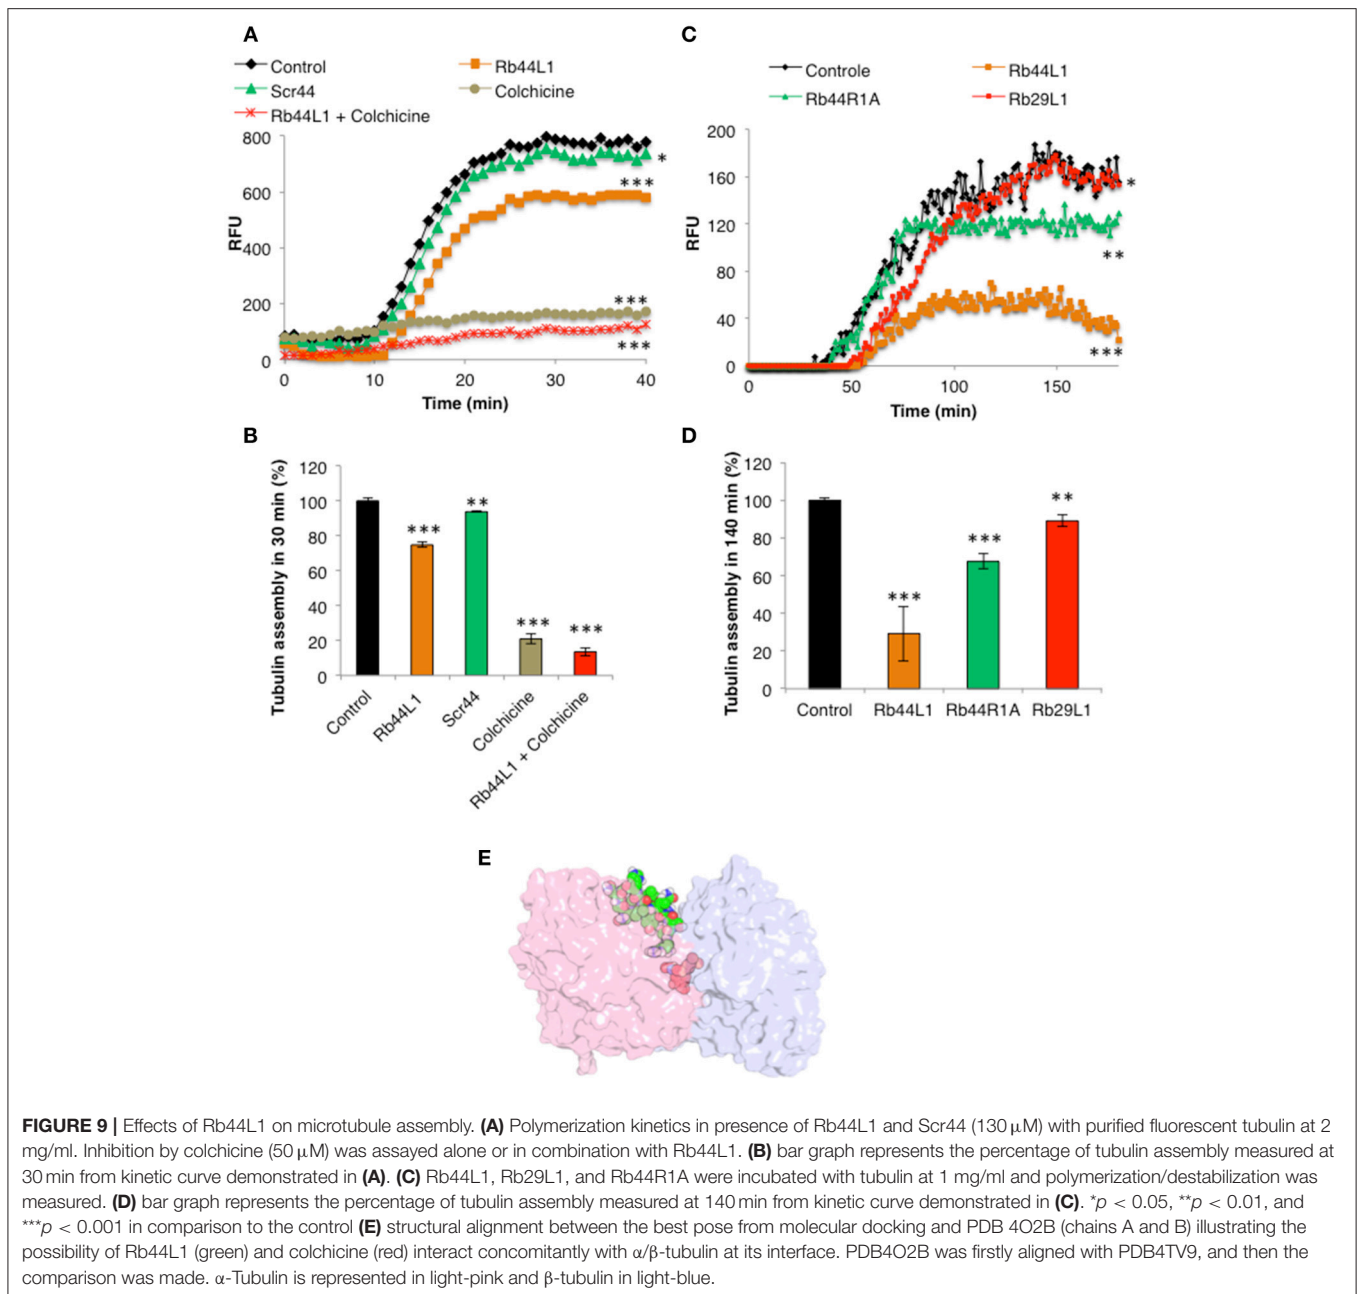 A
Control
Rb44L1
Scr44
Colchicine
Rb44L1 + Colchicine
800
600
400
200
0
RFU
*
***
***
***
0 10 20 30 40
Time (min)
C
Controle
Rb44L1
Rb44R1A
Rb29L1
200
160
120
80
40
0
RFU
*
**
***
0 50 100 150
Time (min)
B
Tubulin assembly in 30 min (%)
120
100
80
60
40
20
0
***
**
***
***
Control
Rb44L1
Scr44
Colchicine
Rb44L1 + Colchicine
D
Tubulin assembly in 140 min (%)
120
100
80
60
40
20
0
***
***
**
Control Rb44L1 Rb44R1A Rb29L1
E
FIGURE 9 | Effects of Rb44L1 on microtubule assembly. (A) Polymerization kinetics in presence of Rb44L1 and Scr44 (130 μM) with purified fluorescent tubulin at 2
mg/ml. Inhibition by colchicine (50 μM) was assayed alone or in combination with Rb44L1. (B) bar graph represents the percentage of tubulin assembly measured at
30 min from kinetic curve demonstrated in (A). (C) Rb44L1, Rb29L1, and Rb44R1A were incubated with tubulin at 1 mg/ml and polymerization/destabilization was
measured. (D) bar graph represents the percentage of tubulin assembly measured at 140 min from kinetic curve demonstrated in (C). *p < 0.05, **p < 0.01, and
***p < 0.001 in comparison to the control (E) structural alignment between the best pose from molecular docking and PDB 4O2B (chains A and B) illustrating the
possibility of Rb44L1 (green) and colchicine (red) interact concomitantly with α/β-tubulin at its interface. PDB4O2B was firstly aligned with PDB4TV9, and then the
comparison was made. α-Tubulin is represented in light-pink and β-tubulin in light-blue.